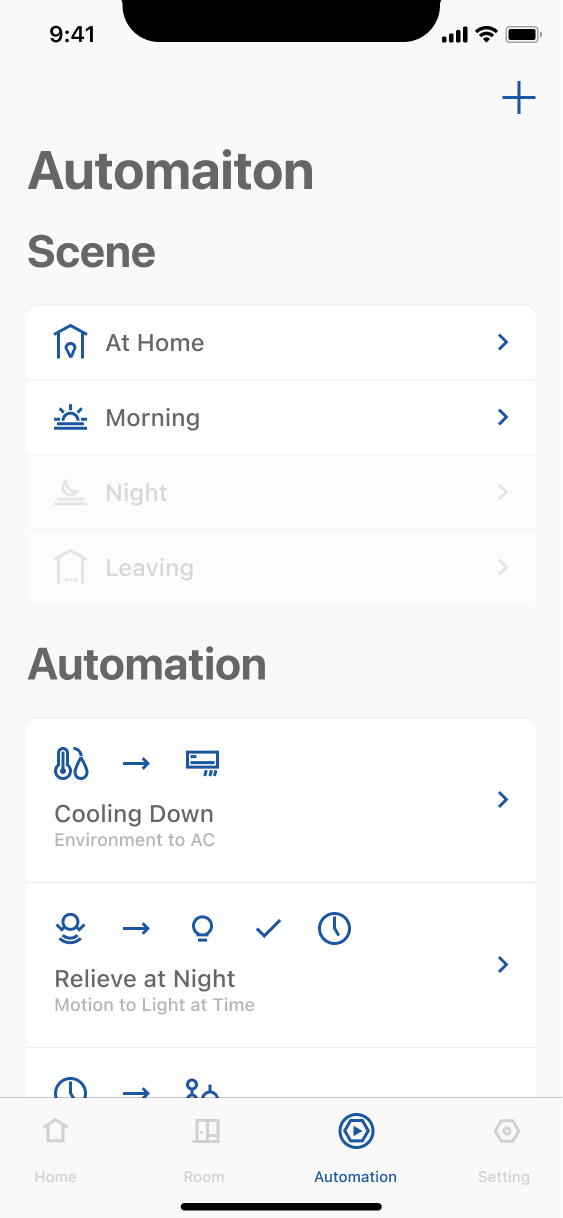 9:41
Automaiton
Scene
At Home
Morning
Night
Leaving
Automation
Cooling Down
Environment to AC
Relieve at Night
Motion to Light at Time
Home
Room
Automation
Setting